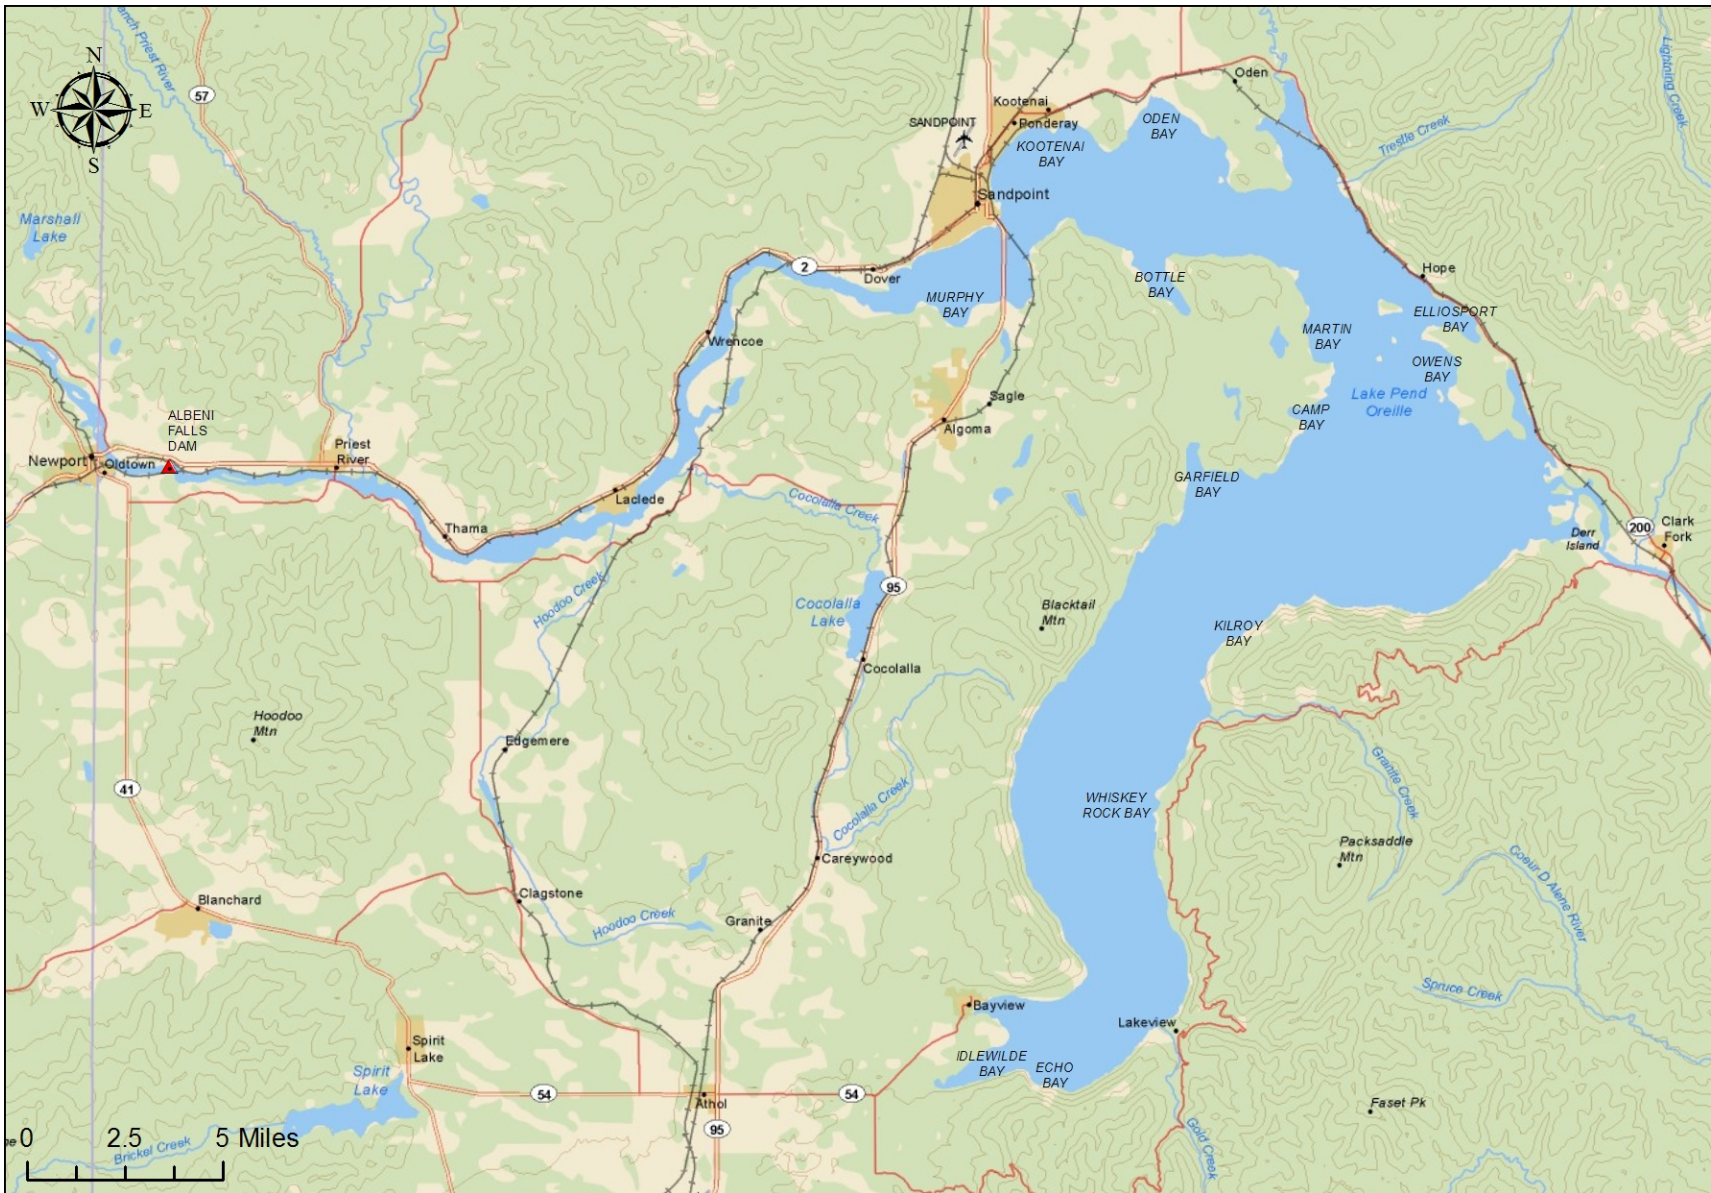 N
W E
S
57
anch Priest River
Marshall
Lake
Lightning Creek
Oden
Kootenai
Ponderay
SANDPOINT
ODEN
BAY
KOOTENAI
BAY
Trestle Creek
Sandpoint
2
Dover
MURPHY
BAY
BOTTLE
BAY
Hope
ELLIOSPORT
BAY
MARTIN
BAY
OWENS
BAY
Wrencoe
Lake Pend
Oreille
CAMP
BAY
Sagle
Algoma
ALBENI
FALLS
DAM
Newport
Oldtown
Priest
River
Laclede
Thama
Cocolalla Creek
GARFIELD
BAY
200
Clark
Fork
Derr
Island
95
Hoodoo Creek
Cocolalla
Lake
Blacktail
Mtn
KILROY
BAY
Cocolalla
Hoodoo
Mtn
Edgemere
41
Cocolalla Creek
Granite Creek
WHISKEY
ROCK BAY
Packsaddle
Mtn
Careywood
Coeur D Alene River
Blanchard
Clagstone
Hoodoo Creek
Granite
Spruce Creek
Bayview
Lakeview
Spirit
Lake
Spirit
Lake
IDLEWILDE
BAY
ECHO
BAY
54
54
Athol
95
Faset Pk
Gold Creek
Brickel Creek
0 2.5 5 Miles